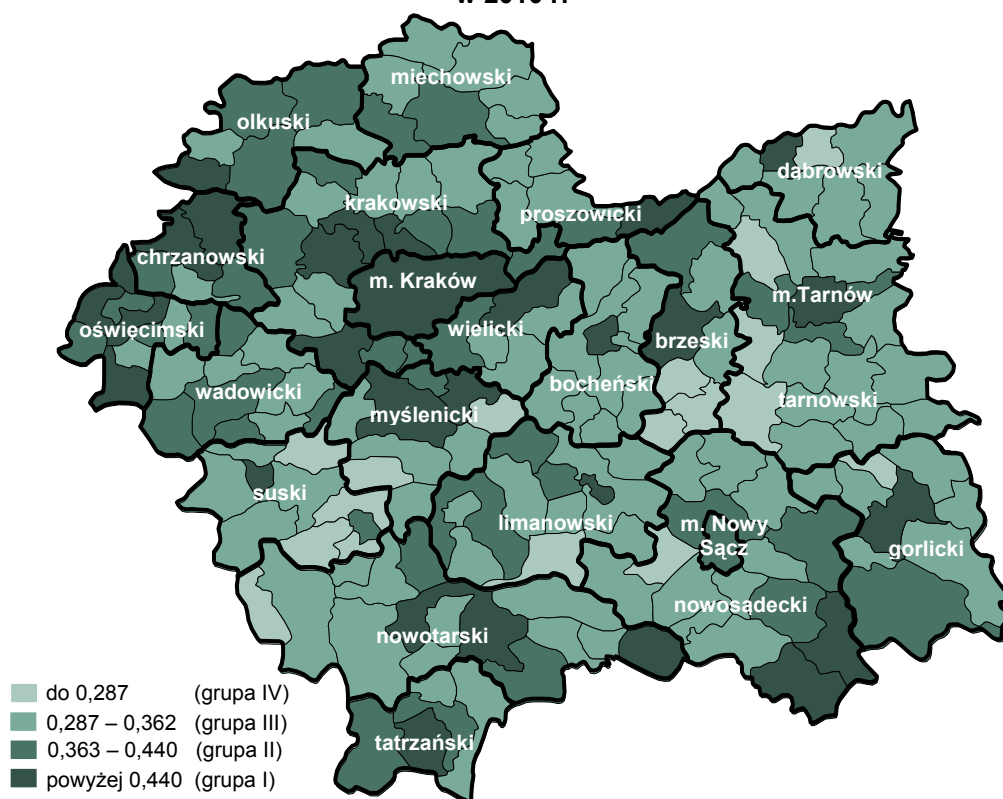 miechowski
olkuski
dąbrowski
krakowski
proszowicki
chrzanowski
m. Kraków
m.Tarnów
oświęcimski
wielicki
brzeski
wadowicki
bocheński
tarnowski
myślenicki
suski
limanowski
m. Nowy
Sącz
gorlicki
nowosądecki
nowotarski
tatrzański
do 0,287 (grupa IV)
0,287 – 0,362 (grupa III)
0,363 – 0,440 (grupa II)
powyżej 0,440 (grupa I)